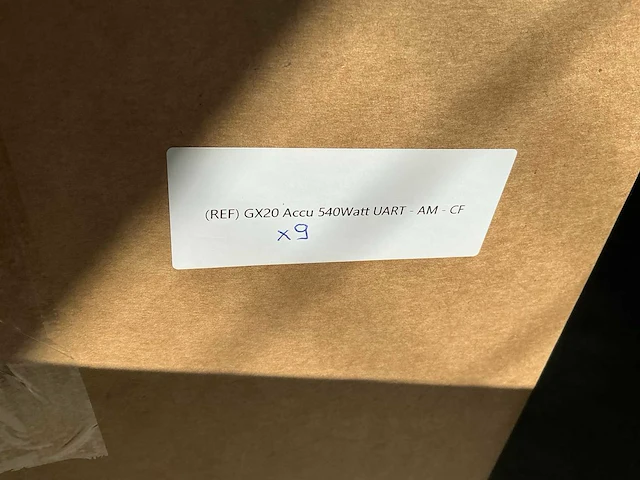 (REF) GX20 Accu 540Watt UART - AM - CF
x9